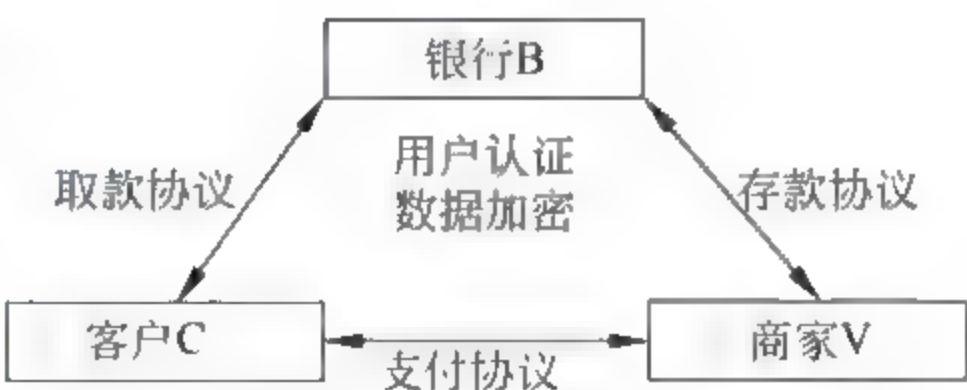 银行B
用户认证
数据加密
取款协议
存款协议
客户C
商家V
支付协议